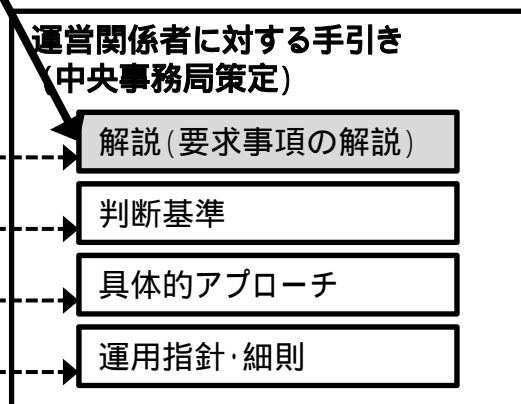 運営関係者に対する手引き
(中央事務局策定)
解説(要求事項の解説)
判断基準
具体的アプローチ
運用指針・細則